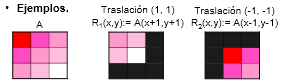 • Ejemplos.
A
Traslación (1, 1)
R₁(x,y):= A(x+1,y+1)
Traslación (-1, -1)
R₂(x,y):= A(x-1,y-1)